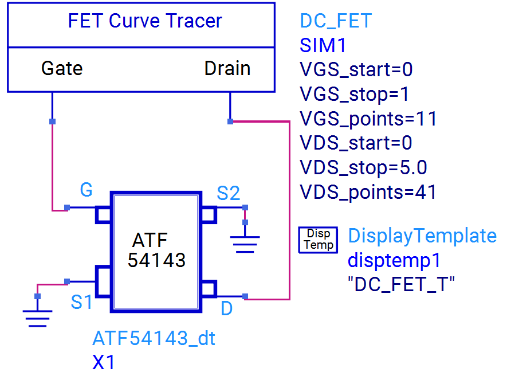 FET Curve Tracer
Gate
Drain
DC_FET
SIM1
VGS_start=0
VGS_stop=1
VGS_points=11
VDS_start=0
VDS_stop=5.0
VDS_points=41
G
S2
ATF
54143
S1
D
ATF54143_dt
X1
Disp
Temp
DisplayTemplate
disptemp1
"DC_FET_T"